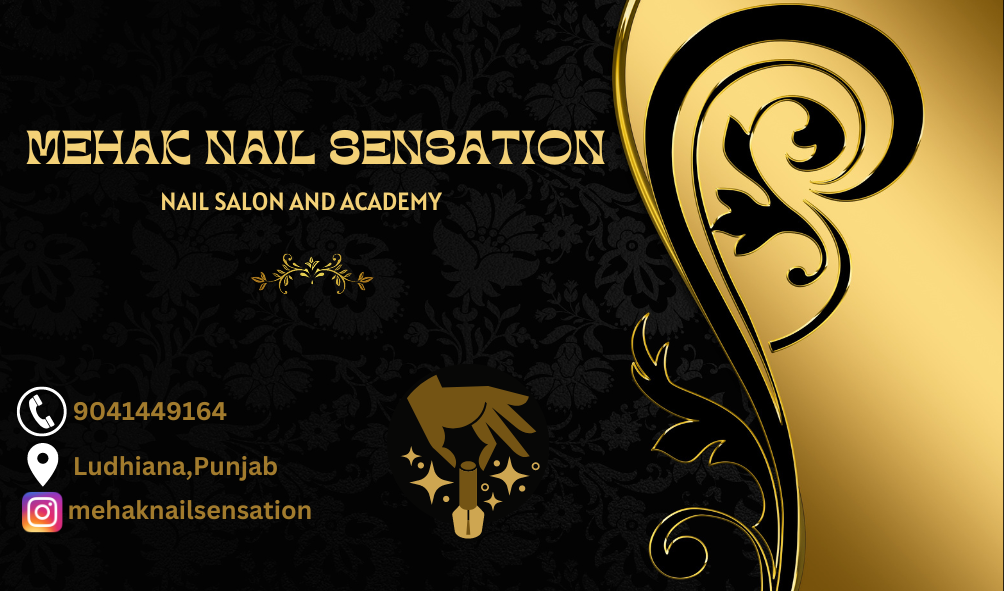 MEHAK NAIL SENSATION
NAIL SALON AND ACADEMY
9041449164
Ludhiana,Punjab
mehaknailsensation